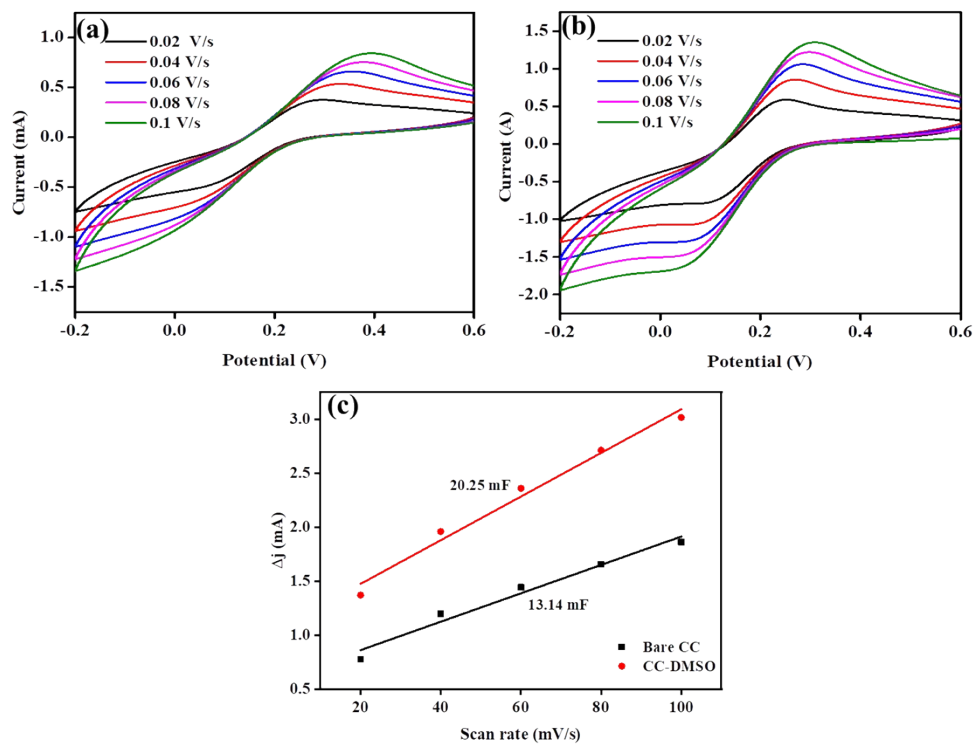 (a)
0.02 V/s
0.04 V/s
0.06 V/s
0.08 V/s
0.1 V/s
Current (mA)
1.0
0.5
0.0
-0.5
-1.0
-1.5
-0.2 0.0 0.2 0.4 0.6
Potential (V)
(b)
0.02 V/s
0.04 V/s
0.06 V/s
0.08 V/s
0.1 V/s
Current (A)
1.5
1.0
0.5
0.0
-0.5
-1.0
-1.5
-2.0
-0.2 0.0 0.2 0.4 0.6
Potential (V)
(c)
20.25 mF
13.14 mF
Bare CC
CC-DMSO
Δj (mA)
3.0
2.5
2.0
1.5
1.0
0.5
20 40 60 80 100
Scan rate (mV/s)